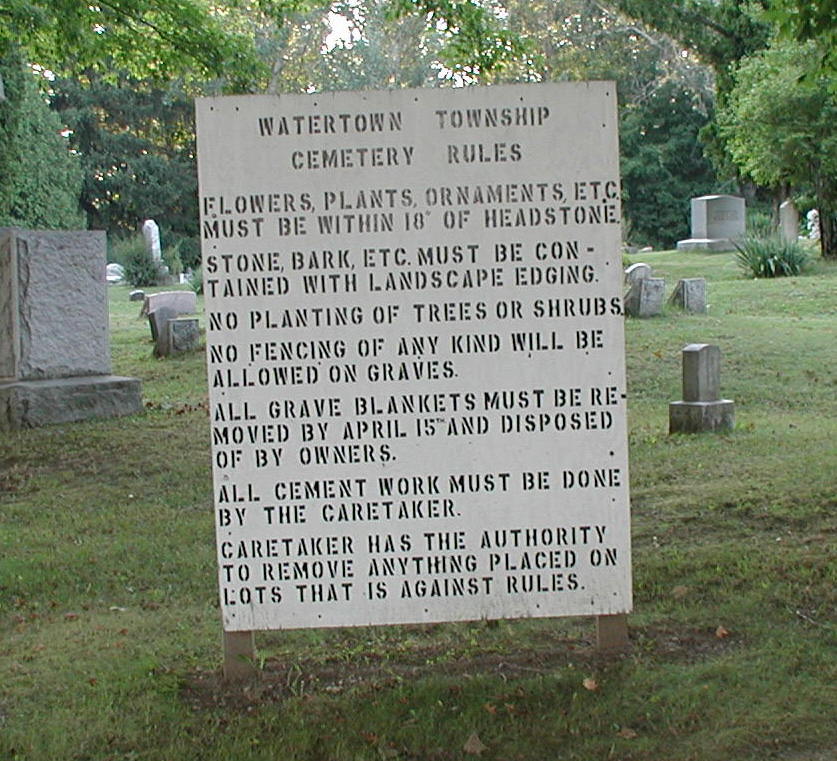 WATERTOWN TOWNSHIP
CEMETERY RULES
FLOWERS, PLANTS, ORNAMENTS, ETC.
MUST BE WITHIN 18" OF HEADSTONE.
STONE, BARK, ETC. MUST BE CON-
TAINED WITH LANDSCAPE EDGING.
NO PLANTING OF TREES OR SHRUBS.
NO FENCING OF ANY KIND WILL BE
ALLOWED ON GRAVES.
ALL GRAVE BLANKETS MUST BE RE-
MOVED BY APRIL 15TH AND DISPOSED
OF BY OWNERS.
ALL CEMENT WORK MUST BE DONE
BY THE CARETAKER.
CARETAKER HAS THE AUTHORITY
TO REMOVE ANYTHING PLACED ON
LOTS THAT IS AGAINST RULES.